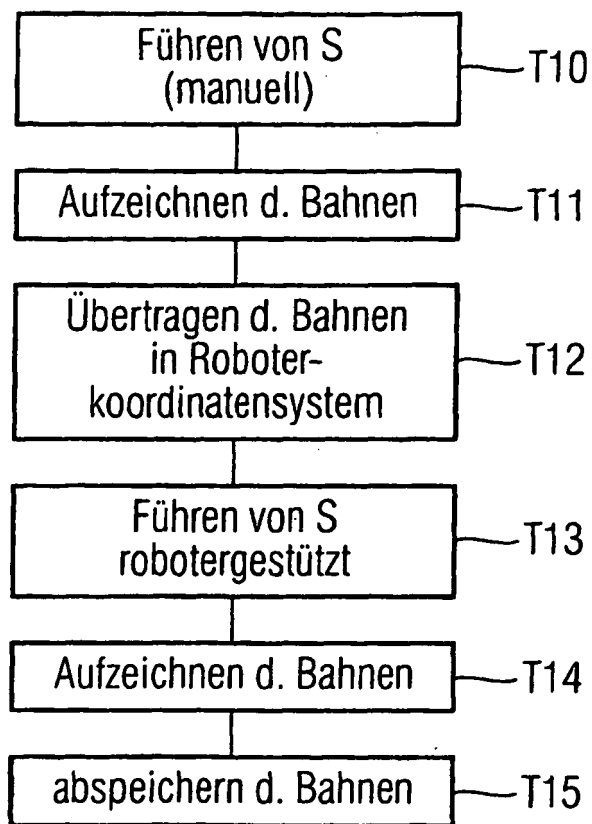 Führen von S
(manuell)
T10
Aufzeichnen d. Bahnen
T11
Übertragen d. Bahnen
in Roboter-
koordinatensystem
T12
Führen von S
robotergestützt
T13
Aufzeichnen d. Bahnen
T14
abspeichern d. Bahnen
T15